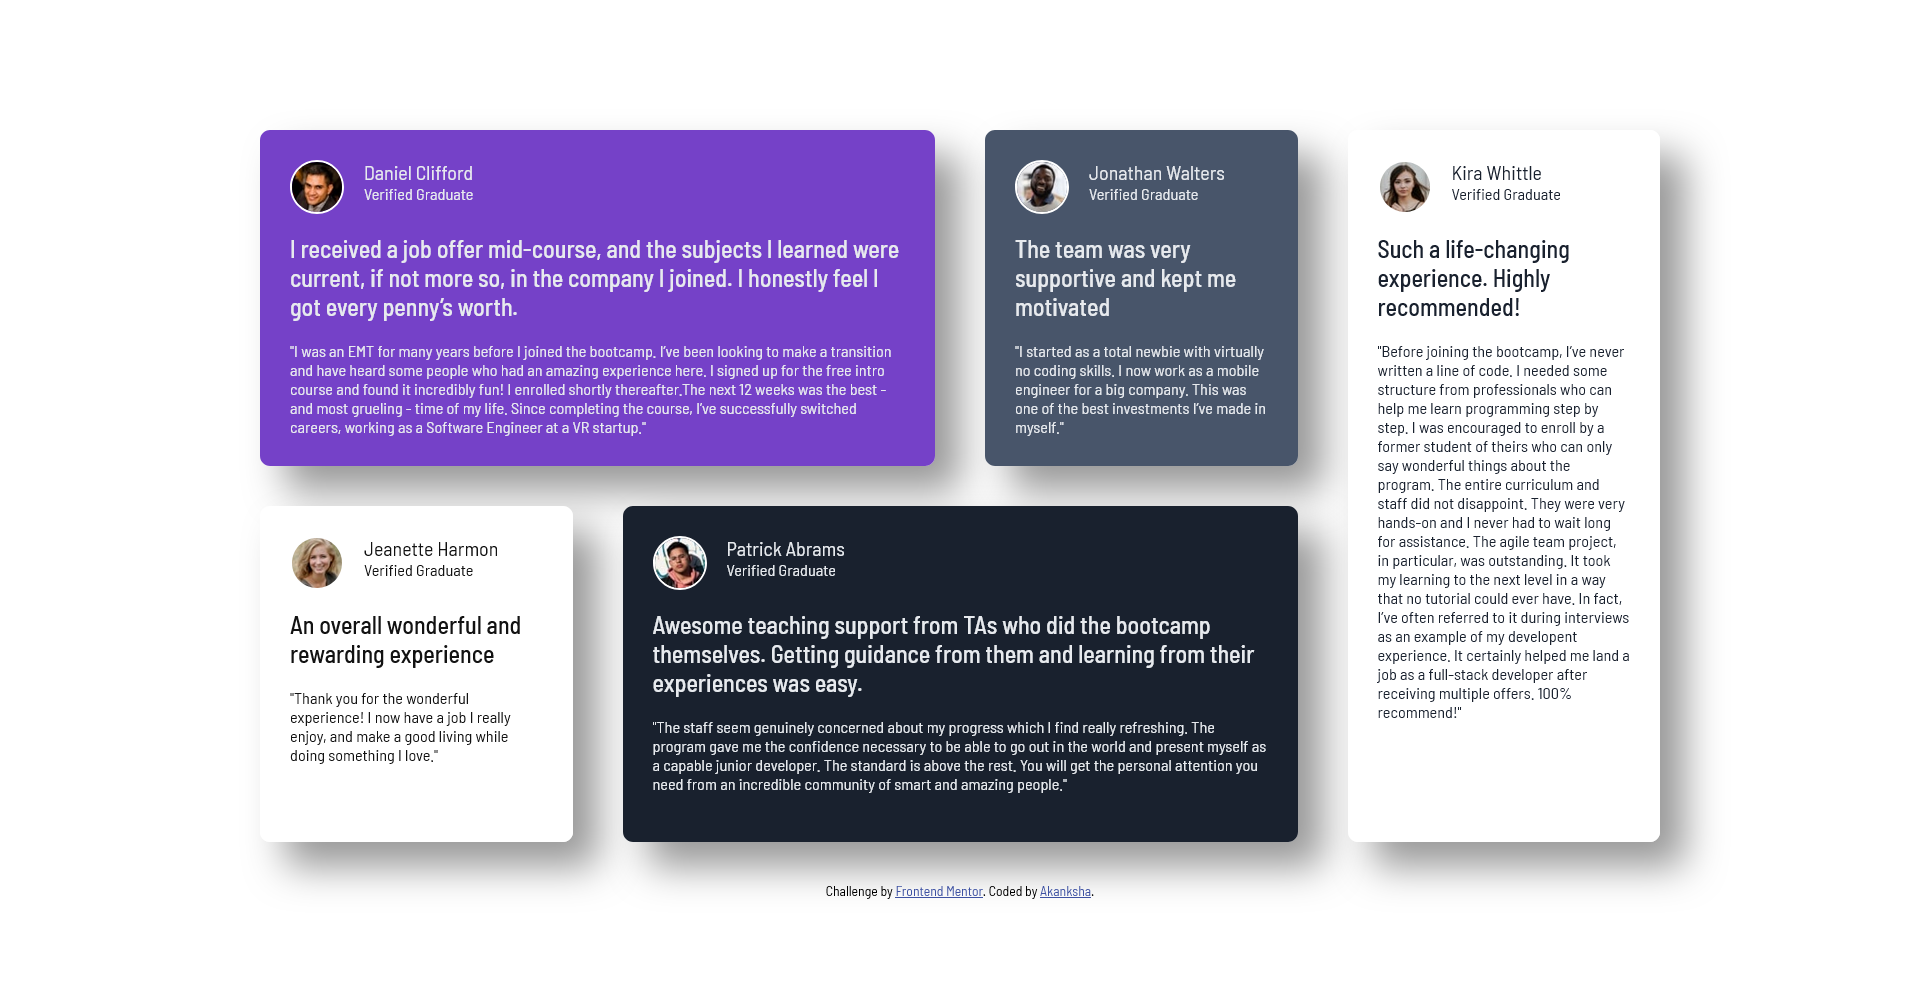 Daniel Clifford
Verified Graduate
I received a job offer mid-course, and the subjects I learned were
current, if not more so, in the company I joined. I honestly feel I
got every penny’s worth.
"I was an EMT for many years before I joined the bootcamp. I’ve been looking to make a transition
and have heard some people who had an amazing experience here. I signed up for the free intro
course and found it incredibly fun! I enrolled shortly thereafter.The next 12 weeks was the best -
and most grueling - time of my life. Since completing the course, I’ve successfully switched
careers, working as a Software Engineer at a VR startup."
Jonathan Walters
Verified Graduate
The team was very
supportive and kept me
motivated
"I started as a total newbie with virtually
no coding skills. I now work as a mobile
engineer for a big company. This was
one of the best investments I’ve made in
myself."
Kira Whittle
Verified Graduate
Such a life-changing
experience. Highly
recommended!
"Before joining the bootcamp, I’ve never
written a line of code. I needed some
structure from professionals who can
help me learn programming step by
step. I was encouraged to enroll by a
former student of theirs who can only
say wonderful things about the
program. The entire curriculum and
staff did not disappoint. They were very
hands-on and I never had to wait long
for assistance. The agile team project,
in particular, was outstanding. It took
my learning to the next level in a way
that no tutorial could ever have. In fact,
I’ve often referred to it during interviews
as an example of my developent
experience. It certainly helped me land a
job as a full-stack developer after
receiving multiple offers. 100%
recommend!"
Jeanette Harmon
Verified Graduate
An overall wonderful and
rewarding experience
"Thank you for the wonderful
experience! I now have a job I really
enjoy, and make a good living while
doing something I love."
Patrick Abrams
Verified Graduate
Awesome teaching support from TAs who did the bootcamp
themselves. Getting guidance from them and learning from their
experiences was easy.
"The staff seem genuinely concerned about my progress which I find really refreshing. The
program gave me the confidence necessary to be able to go out in the world and present myself as
a capable junior developer. The standard is above the rest. You will get the personal attention you
need from an incredible community of smart and amazing people."
Challenge by Frontend Mentor. Coded by Akanksha.